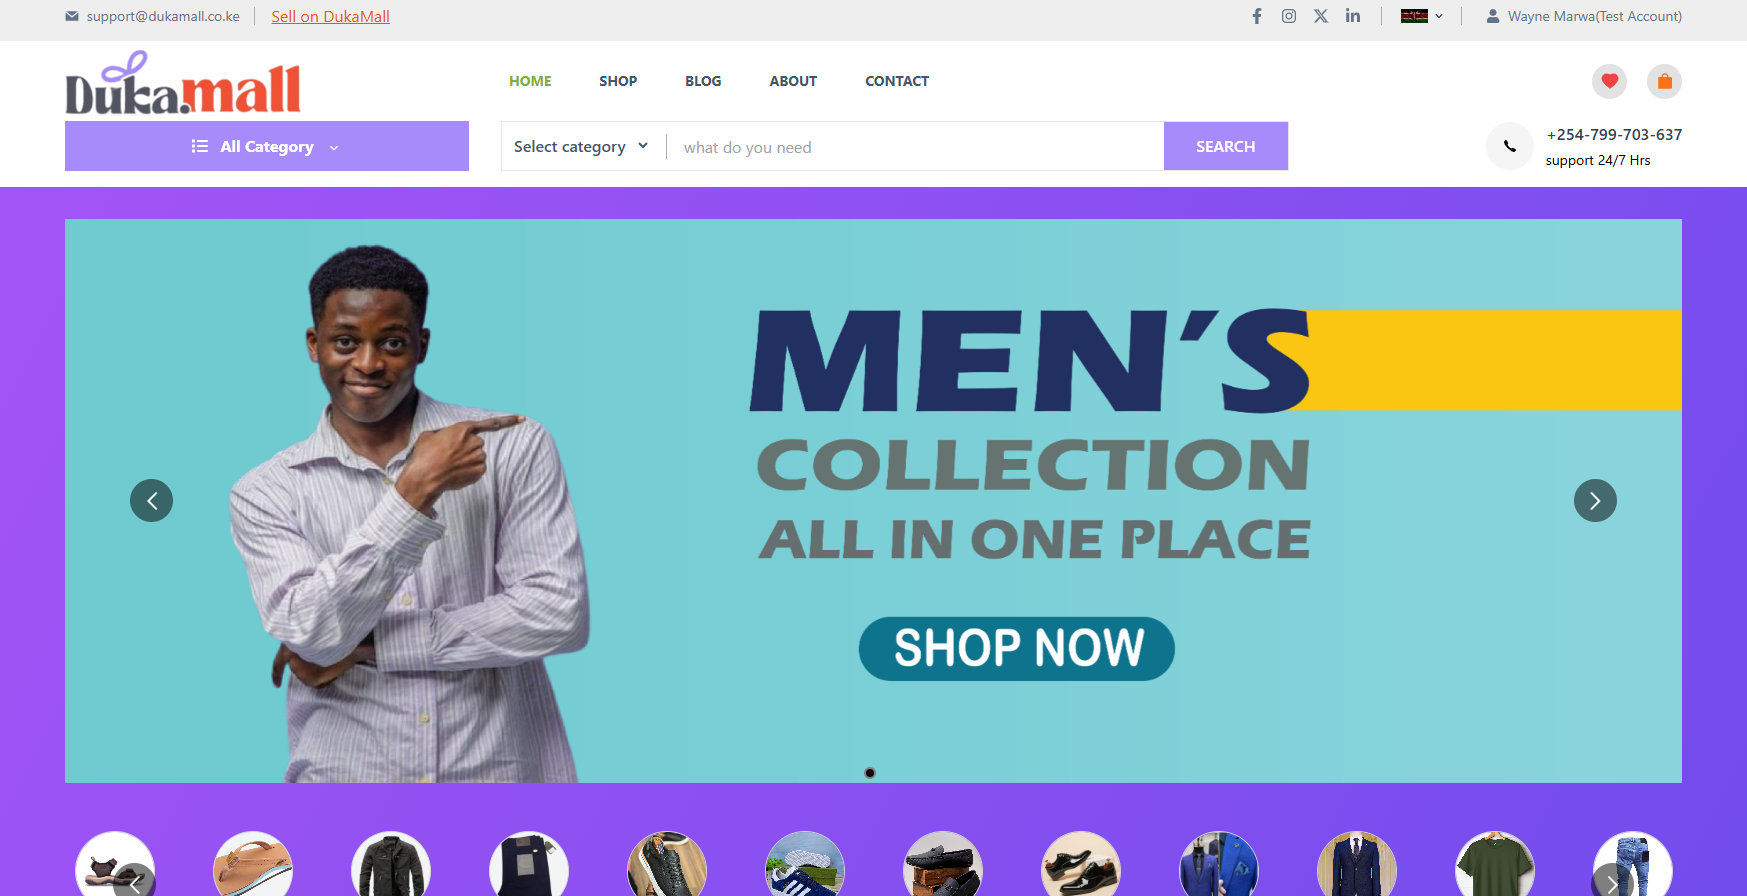 support@dukamall.co.ke
Sell on DukaMall
Wayne Marwa(Test Account)
Duka.mall
HOME
SHOP
BLOG
ABOUT
CONTACT
All Category
Select category
what do you need
SEARCH
+254-799-703-637
support 24/7 Hrs
MEN'S
COLLECTION
ALL IN ONE PLACE
SHOP NOW